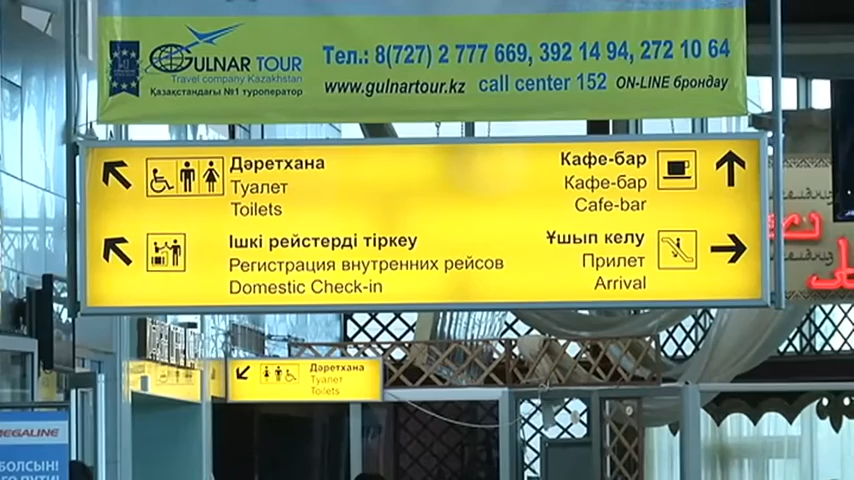 GULNAR TOUR
Travel company Kazakhstan
Қазақстандағы №1 туроператор
Тел.: 8(727) 2 777 669, 392 14 94, 272 10 64
www.gulnartour.kz call center 152 ON-LINE брондау
Дәретхана
Туалет
Toilets
Кафе-бар
Кафе-бар
Cafe-bar
Ішкі рейстерді тіркеу
Регистрация внутренних рейсов
Domestic Check-in
Ұшып келу
Прилет
Arrival
Дәретхана
Туалет
Toilets
MEGALINE
БОЛСЫН!